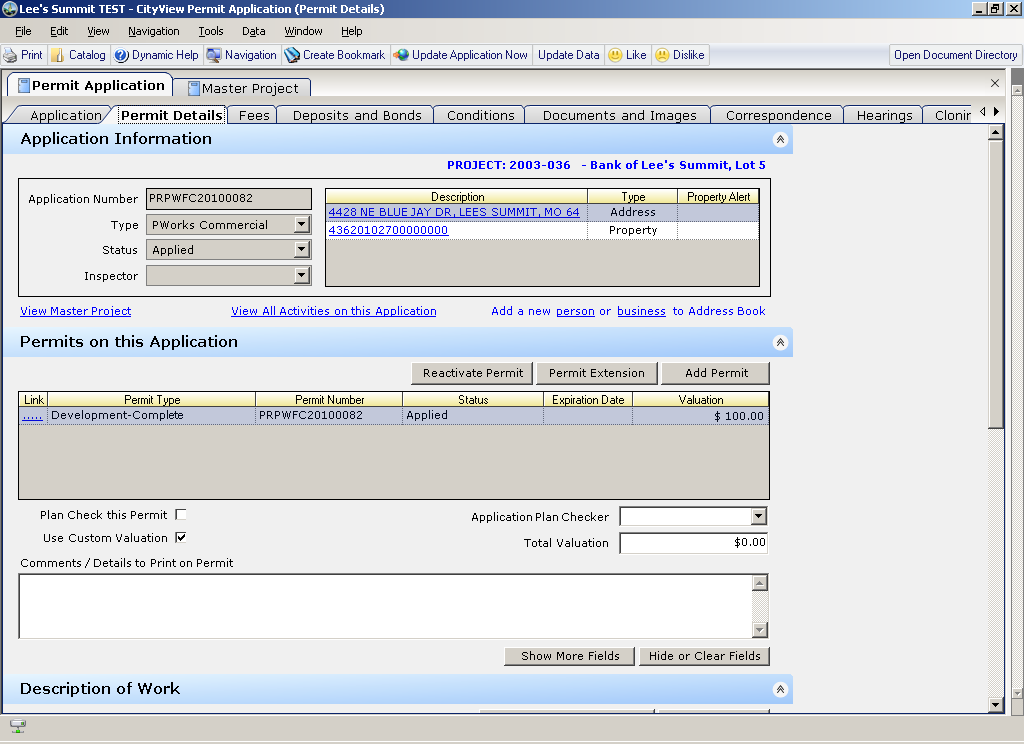 Lee's Summit TEST - CityView Permit Application (Permit Details)
File Edit View Navigation Tools Data Window Help
Print Catalog Dynamic Help Navigation Create Bookmark Update Application Now Update Data Like Dislike Open Document Directory
Permit Application Master Project
Application Permit Details Fees Deposits and Bonds Conditions Documents and Images Correspondence Hearings Clonir
Application Information
PROJECT: 2003-036 - Bank of Lee's Summit, Lot 5
Application Number PRPWFC20100082
Type PWorks Commercial
Status Applied
Inspector
Description Type Property Alert
4428 NE BLUE JAY DR, LEES SUMMIT, MO 64 Address
43620102700000000 Property
View Master Project View All Activities on this Application Add a new person or business to Address Book
Permits on this Application
Reactivate Permit Permit Extension Add Permit
Link Permit Type Permit Number Status Expiration Date Valuation
..... Development-Complete PRPWFC20100082 Applied $ 100.00
Plan Check this Permit Application Plan Checker
Use Custom Valuation Total Valuation $0.00
Comments / Details to Print on Permit
Show More Fields Hide or Clear Fields
Description of Work